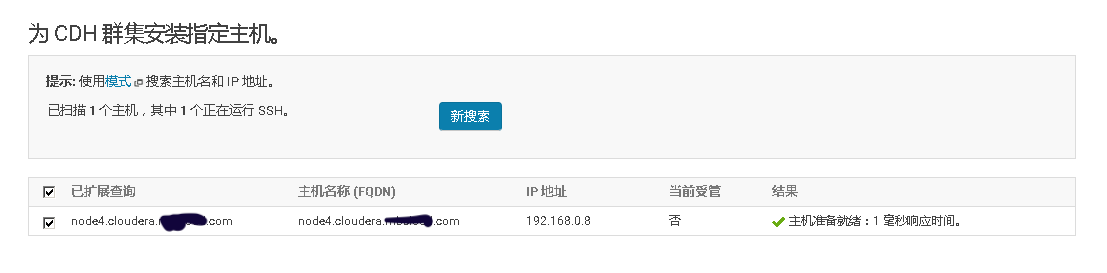 为 CDH 群集安装指定主机。
提示: 使用模式 搜索主机名和 IP 地址。
已扫描 1 个主机，其中 1 个正在运行 SSH。
新搜索
已扩展查询 主机名称 (FQDN) IP 地址 当前受管 结果
node4.cloudera. .com node4.cloudera. .com 192.168.0.8 否 主机准备就绪：1 毫秒响应时间。